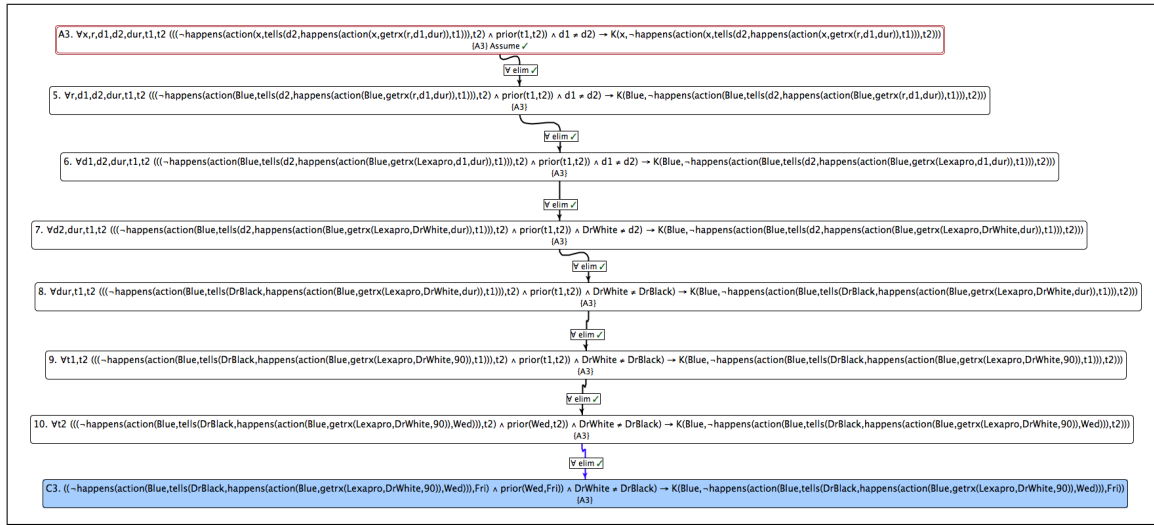 A3. ∀x,r,d1,d2,dur,t1,t2 (((¬happens(action(x,tells(d2,happens(action(x,getrx(r,d1,dur)),t1))),t2) ∧ prior(t1,t2)) ∧ d1 ≠ d2) → K(x,¬happens(action(x,tells(d2,happens(action(x,getrx(r,d1,dur)),t1))),t2)))
{A3} Assume ✓
∀ elim ✓
5. ∀r,d1,d2,dur,t1,t2 (((¬happens(action(Blue,tells(d2,happens(action(Blue,getrx(r,d1,dur)),t1))),t2) ∧ prior(t1,t2)) ∧ d1 ≠ d2) → K(Blue,¬happens(action(Blue,tells(d2,happens(action(Blue,getrx(r,d1,dur)),t1))),t2)))
{A3}
∀ elim ✓
6. ∀d1,d2,dur,t1,t2 (((¬happens(action(Blue,tells(d2,happens(action(Blue,getrx(Lexapro,d1,dur)),t1))),t2) ∧ prior(t1,t2)) ∧ d1 ≠ d2) → K(Blue,¬happens(action(Blue,tells(d2,happens(action(Blue,getrx(Lexapro,d1,dur)),t1))),t2)))
{A3}
∀ elim ✓
7. ∀d2,dur,t1,t2 (((¬happens(action(Blue,tells(d2,happens(action(Blue,getrx(Lexapro,DrWhite,dur)),t1))),t2) ∧ prior(t1,t2)) ∧ DrWhite ≠ d2) → K(Blue,¬happens(action(Blue,tells(d2,happens(action(Blue,getrx(Lexapro,DrWhite,dur)),t1))),t2)))
{A3}
∀ elim ✓
8. ∀dur,t1,t2 (((¬happens(action(Blue,tells(DrBlack,happens(action(Blue,getrx(Lexapro,DrWhite,dur)),t1))),t2) ∧ prior(t1,t2)) ∧ DrWhite ≠ DrBlack) → K(Blue,¬happens(action(Blue,tells(DrBlack,happens(action(Blue,getrx(Lexapro,DrWhite,dur)),t1))),t2)))
{A3}
∀ elim ✓
9. ∀t1,t2 (((¬happens(action(Blue,tells(DrBlack,happens(action(Blue,getrx(Lexapro,DrWhite,90)),t1))),t2) ∧ prior(t1,t2)) ∧ DrWhite ≠ DrBlack) → K(Blue,¬happens(action(Blue,tells(DrBlack,happens(action(Blue,getrx(Lexapro,DrWhite,90)),t1))),t2)))
{A3}
∀ elim ✓
10. ∀t2 (((¬happens(action(Blue,tells(DrBlack,happens(action(Blue,getrx(Lexapro,DrWhite,90)),Wed))),t2) ∧ prior(Wed,t2)) ∧ DrWhite ≠ DrBlack) → K(Blue,¬happens(action(Blue,tells(DrBlack,happens(action(Blue,getrx(Lexapro,DrWhite,90)),Wed))),t2)))
{A3}
∀ elim ✓
C3. ((¬happens(action(Blue,tells(DrBlack,happens(action(Blue,getrx(Lexapro,DrWhite,90)),Wed))),Fri) ∧ prior(Wed,Fri)) ∧ DrWhite ≠ DrBlack) → K(Blue,¬happens(action(Blue,tells(DrBlack,happens(action(Blue,getrx(Lexapro,DrWhite,90)),Wed))),Fri))
{A3}